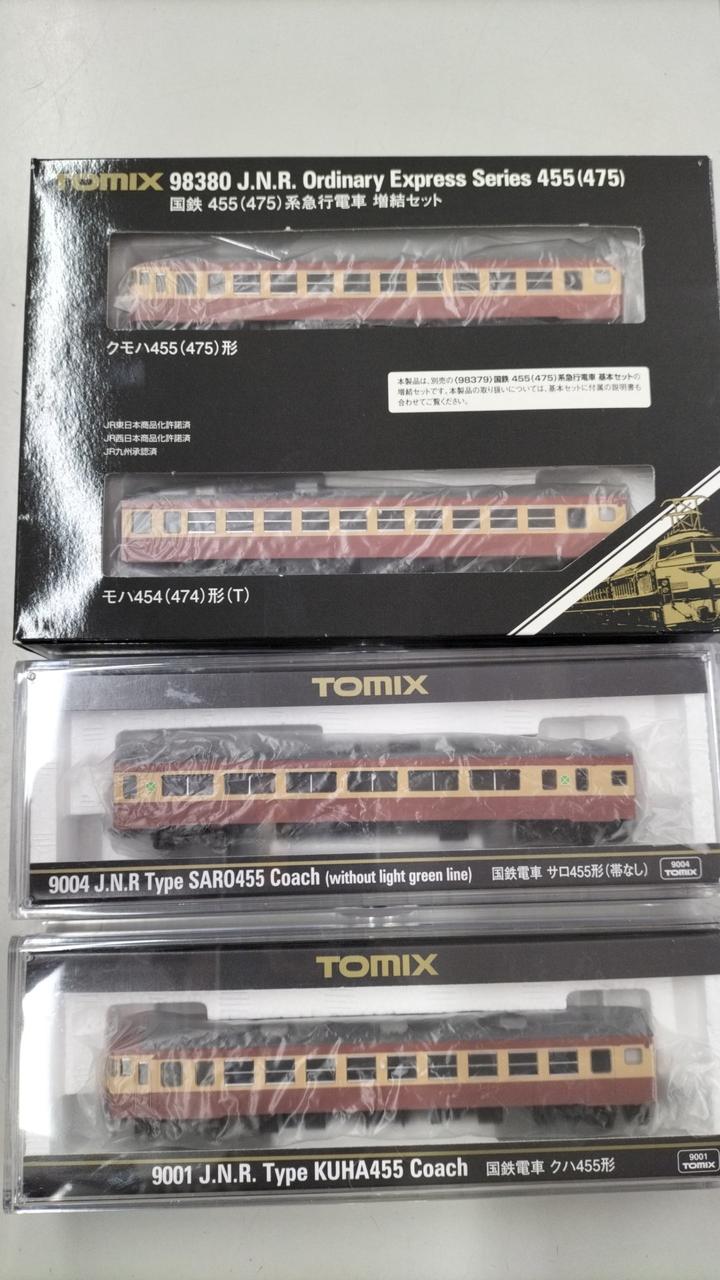 TOMIX 98380 J.N.R. Ordinary Express Series 455(475)
国鉄 455(475)系急行電車 増結セット
クモハ455(475)形
本製品は、別売の〈98379〉国鉄 455(475)系急行電車 基本セットの
増結セットです。本製品の取り扱いについては、基本セットに付属の説明書も
合わせてご覧ください。
JR東日本商品化許諾済
JR西日本商品化許諾済
JR九州承認済
モハ454(474)形(T)
TOMIX
9004 J.N.R Type SARO455 Coach (without light green line) 国鉄電車 サロ455形(帯なし)
9004
TOMIX
TOMIX
9001 J.N.R. Type KUHA455 Coach 国鉄電車 クハ455形
9001
TOMIX